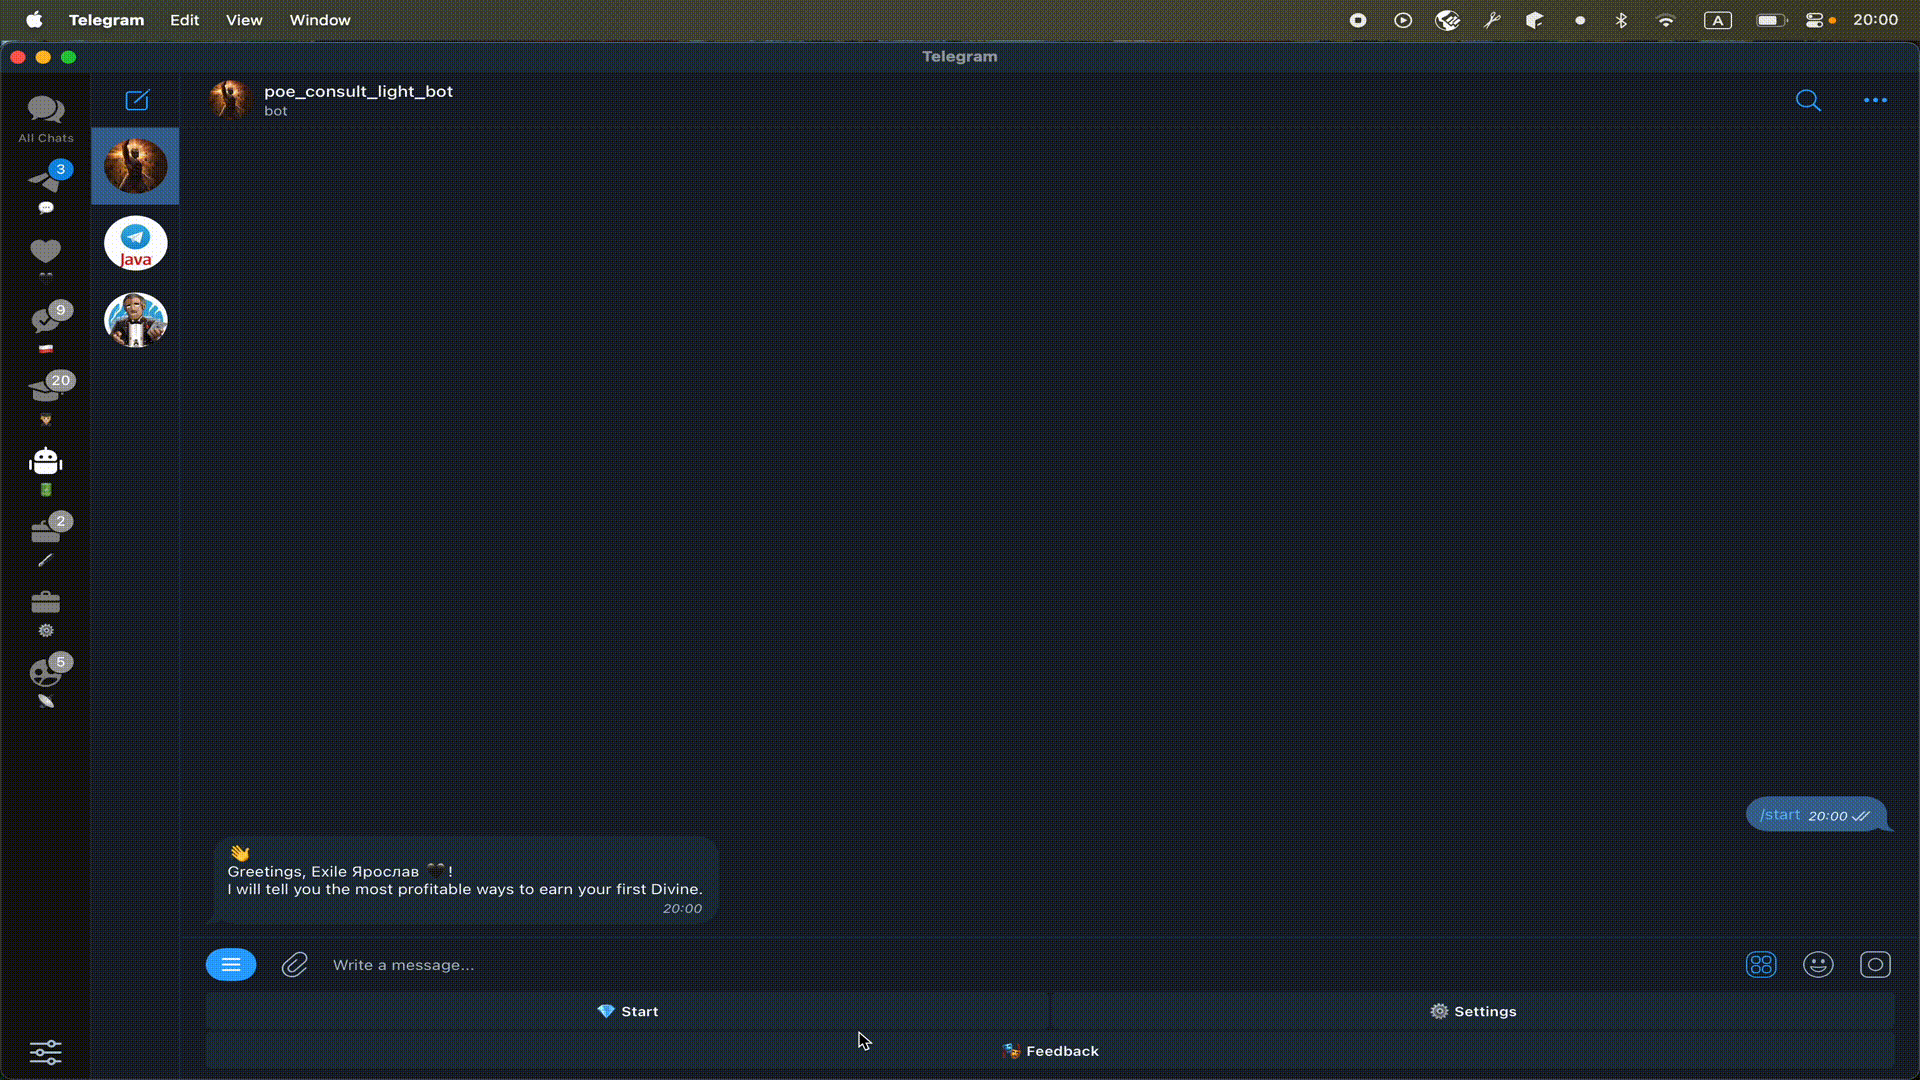 Telegram Edit View Window
A 20:00
Telegram
All Chats
3
9
20
2
5
Java
poe_consult_light_bot
bot
/start 20:00
Greetings, Exile Ярослав 🖤 !
I will tell you the most profitable ways to earn your first Divine.
20:00
Write a message...
Start
Settings
Feedback